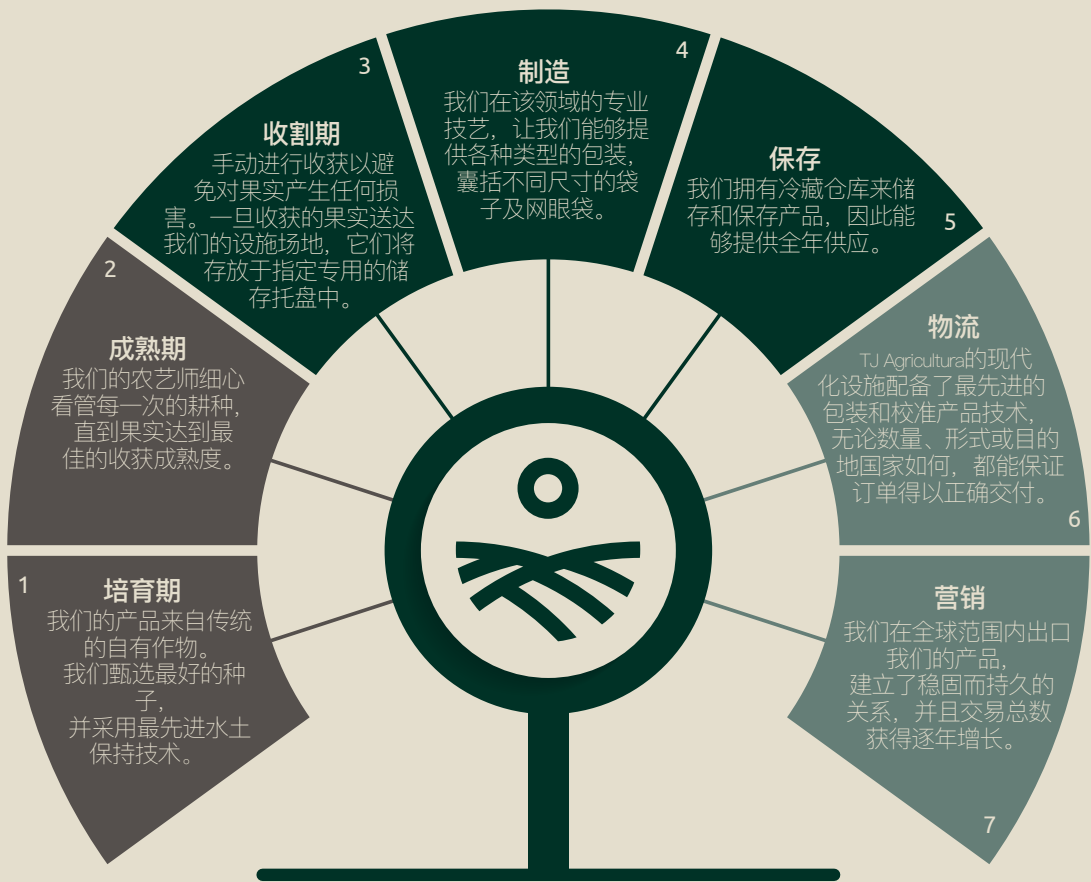 1
培育期
我们的产品来自传统
的自有作物。
我们甄选最好的种
子，
并采用最先进水土
保持技术。
2
成熟期
我们的农艺师细心
看管每一次的耕种，
直到果实达到最
佳的收获成熟度。
3
收割期
手动进行收获以避
免对果实产生任何损
害。一旦收获的果实送达
我们的设施场地，它们将
存放于指定专用的储
存托盘中。
4
制造
我们在该领域的专业
技艺，让我们能够提
供各种类型的包装，
囊括不同尺寸的袋
子及网眼袋。
保存
我们拥有冷藏仓库来储
存和保存产品，因此能
够提供全年供应。
5
物流
TJ Agricultura的现代
化设施配备了最先进的
包装和校准产品技术，
无论数量、形式或目的
地国家如何，都能保证
订单得以正确交付。
6
营销
我们在全球范围内出口
我们的产品，
建立了稳固而持久的
关系，并且交易总数
获得逐年增长。
7